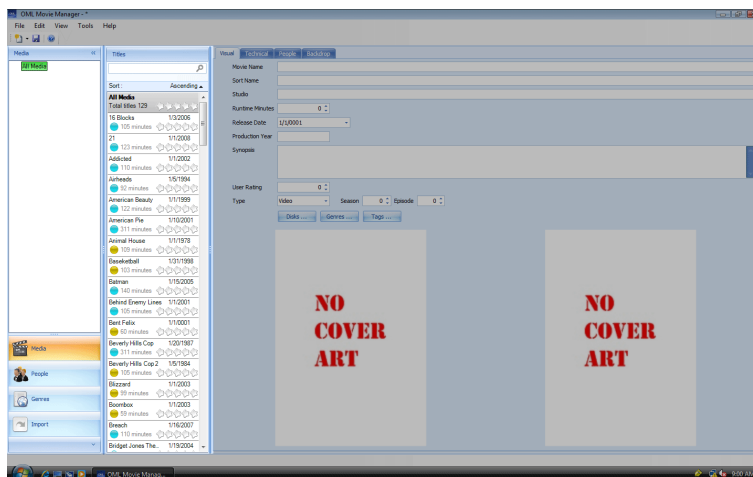 OML Movie Manager - *
File Edit View Tools Help
Media «
All Media
Titles
Sort : Ascending
All Media
Total titles 129
16 Blocks 1/3/2006
105 minutes
21 1/1/2008
123 minutes
Addicted 1/1/2002
110 minutes
Airheads 1/5/1994
92 minutes
American Beauty 1/1/1999
122 minutes
American Pie 1/10/2001
311 minutes
Animal House 1/1/1978
109 minutes
Baseketball 1/31/1998
103 minutes
Batman 1/15/2005
140 minutes
Behind Enemy Lines 1/1/2001
105 minutes
Bent Felix 1/1/0001
60 minutes
Beverly Hills Cop 1/20/1987
311 minutes
Beverly Hills Cop 2 1/5/1984
105 minutes
Blizzard 1/1/2003
99 minutes
Boombox 1/1/2003
59 minutes
Breach 1/16/2007
110 minutes
Bridget Jones The.. 1/19/2004
Media
People
Genres
Import
Visual Technical People Backdrop
Movie Name
Sort Name
Studio
Runtime Minutes 0
Release Date 1/1/0001
Production Year
Synopsis
User Rating 0
Type Video Season 0 Episode 0
Disks ... Genres ... Tags ...
NO
COVER
ART
NO
COVER
ART
OML Movie Manag...
9:00 AM